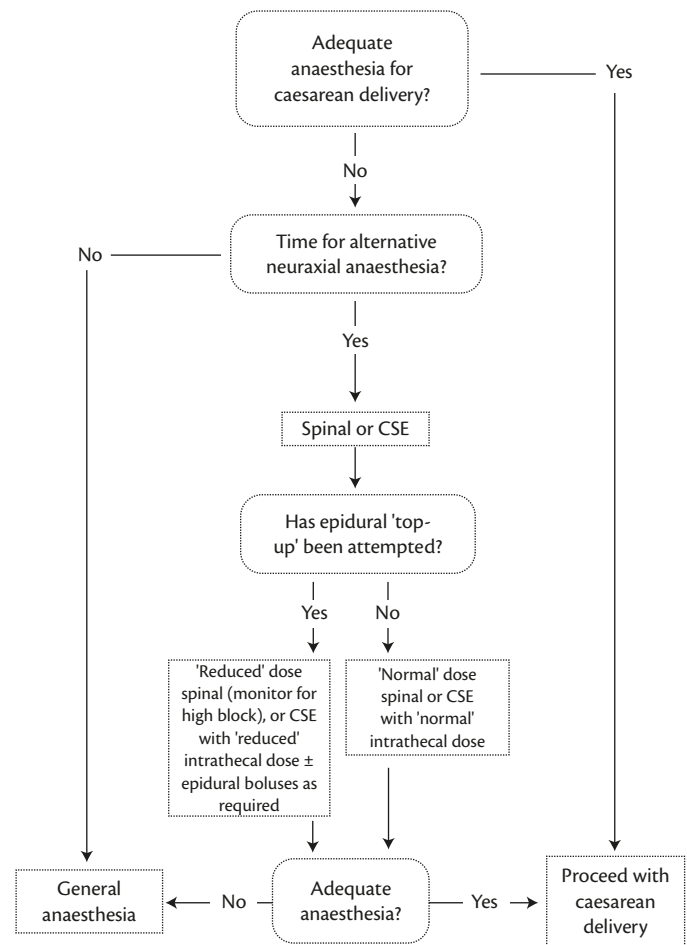 Adequate
anaesthesia for
caesarean delivery?
Yes
No
Time for alternative
neuraxial anaesthesia?
No
Yes
Spinal or CSE
Has epidural 'top-
up' been attempted?
Yes
No
'Reduced' dose
spinal (monitor for
high block), or CSE
with 'reduced'
intrathecal dose ±
epidural boluses as
required
'Normal' dose
spinal or CSE
with 'normal'
intrathecal dose
General
anaesthesia
No
Adequate
anaesthesia?
Yes
Proceed with
caesarean
delivery